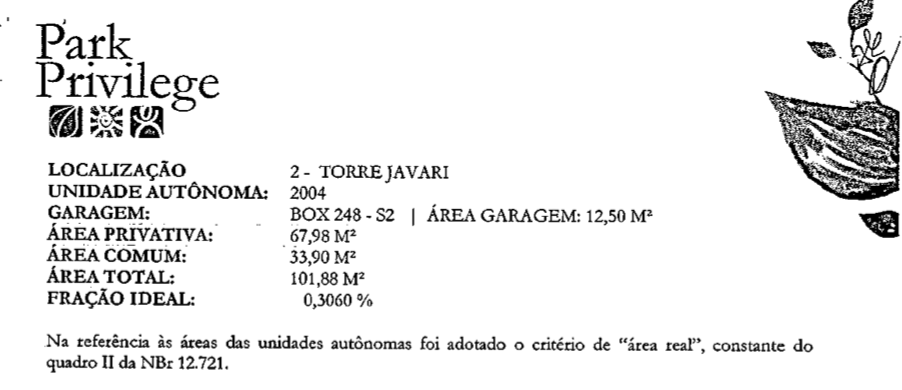 Park
Privilege
LOCALIZAÇÃO 2 - TORRE JAVARI
UNIDADE AUTÔNOMA: 2004
GARAGEM: BOX 248 - S2 | ÁREA GARAGEM: 12,50 M²
ÁREA PRIVATIVA: 67,98 M²
ÁREA COMUM: 33,90 M²
ÁREA TOTAL: 101,88 M²
FRAÇÃO IDEAL: 0,3060 %
Na referência às áreas das unidades autônomas foi adotado o critério de “área real”, constante do
quadro II da NBr 12.721.